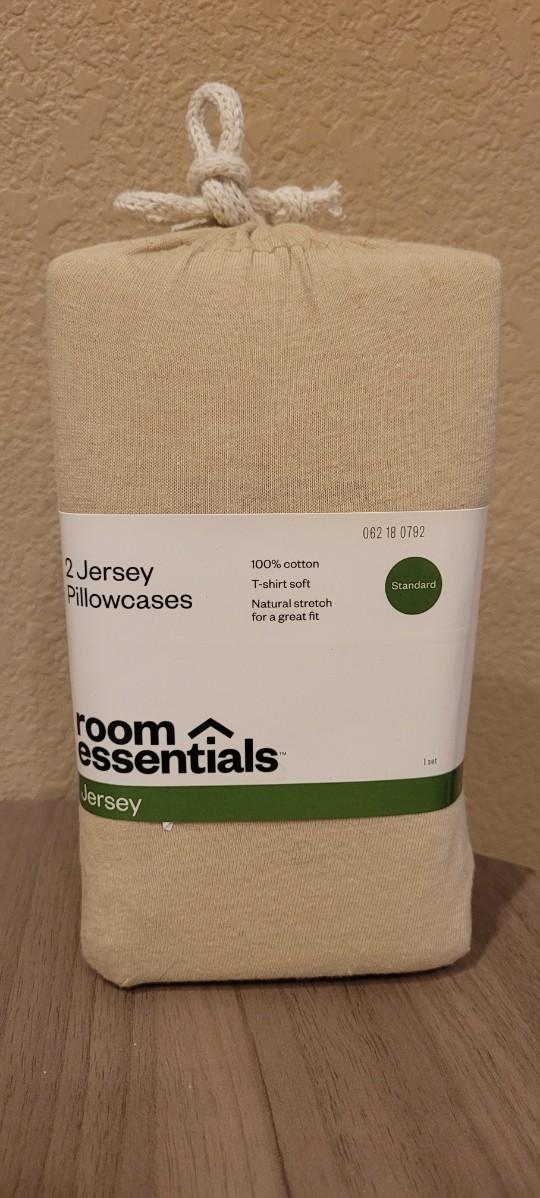 062 18 0792
2 Jersey
Pillowcases
100% cotton
T-shirt soft
Natural stretch
for a great fit
Standard
room
essentials™
1 set
Jersey